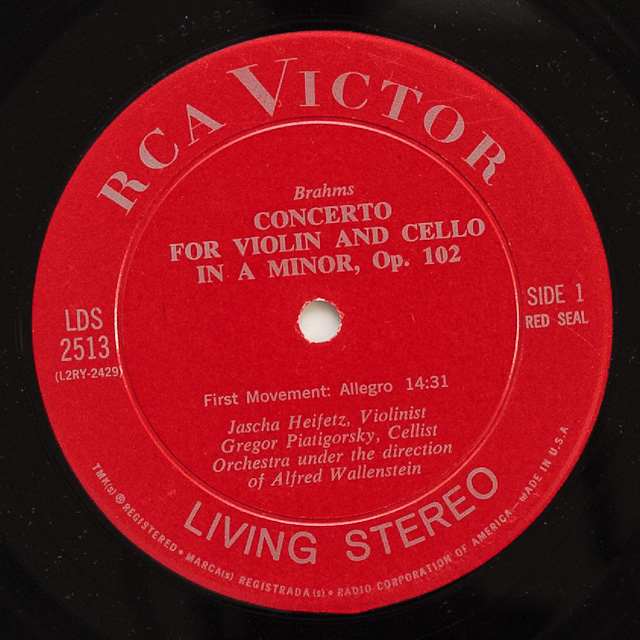 RCA VICTOR
Brahms
CONCERTO
FOR VIOLIN AND CELLO
IN A MINOR, Op. 102
LDS
2513
(L2RY-2429)
SIDE 1
RED SEAL
First Movement: Allegro 14:31
Jascha Heifetz, Violinist
Gregor Piatigorsky, Cellist
Orchestra under the direction
of Alfred Wallenstein
LIVING STEREO
TMK(s) ® REGISTERED • MARCA(s) REGISTRADA(s) • RADIO CORPORATION OF AMERICA—MADE IN U.S.A